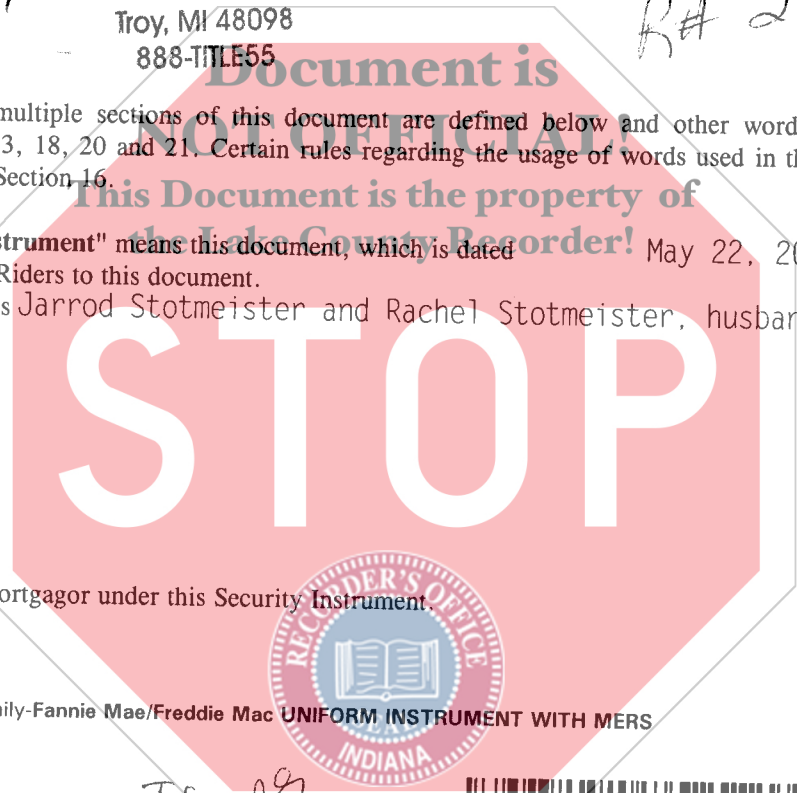 Troy, MI 48098
888-TITLE55
R# 2
Document is
NOT OFFICIAL!
This Document is the property of
the Lake County Recorder!
multiple sections of this document are defined below and other word
3, 18, 20 and 21. Certain rules regarding the usage of words used in th
Section 16.
strument" means this document, which is dated May 22, 20
Riders to this document.
s Jarrod Stotmeister and Rachel Stotmeister, husban
STOP
ortgagor under this Security Instrument.
RECORDER'S OFFICE
SEAL
INDIANA
ily-Fannie Mae/Freddie Mac UNIFORM INSTRUMENT WITH MERS